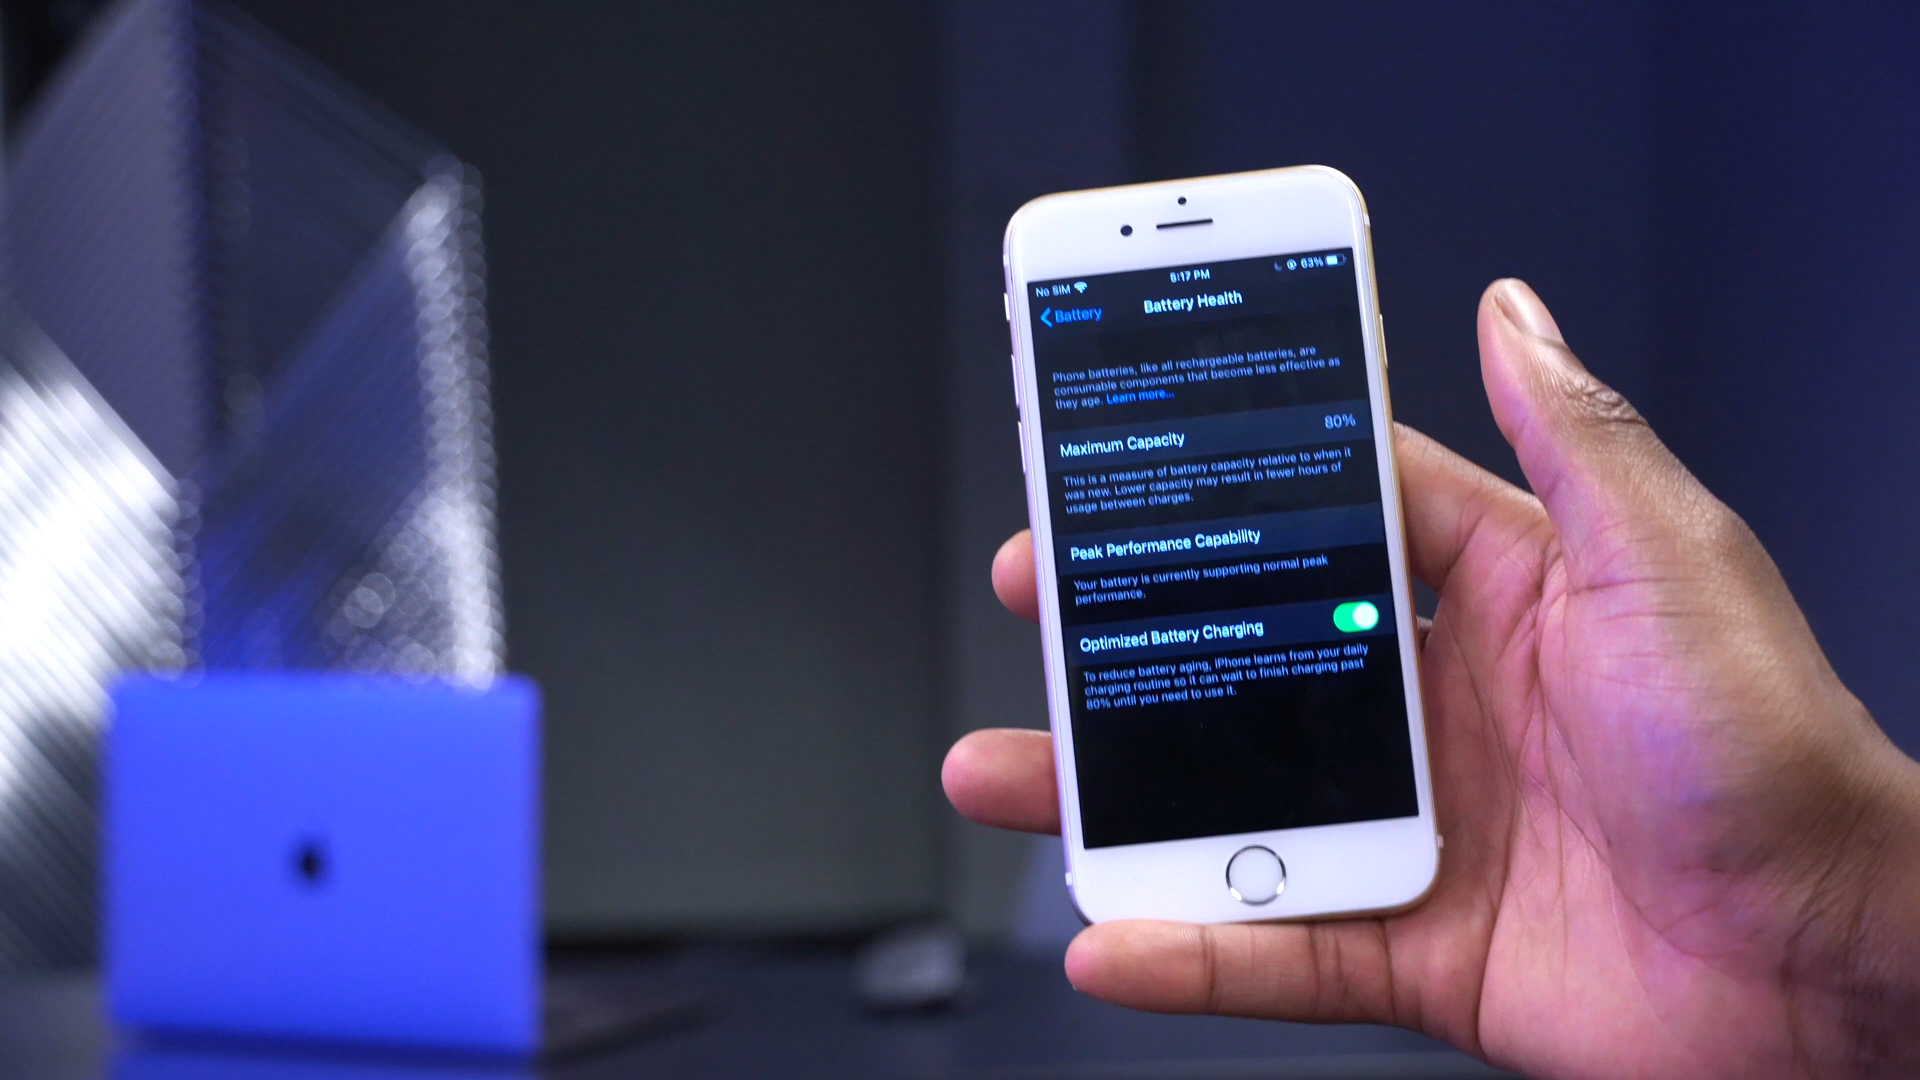 No SIM 5:17 PM 63%
Battery Battery Health
Phone batteries, like all rechargeable batteries, are
consumable components that become less effective as
they age. Learn more...
Maximum Capacity 80%
This is a measure of battery capacity relative to when it
was new. Lower capacity may result in fewer hours of
usage between charges.
Peak Performance Capability
Your battery is currently supporting normal peak
performance.
Optimized Battery Charging
To reduce battery aging, iPhone learns from your daily
charging routine so it can wait to finish charging past
80% until you need to use it.